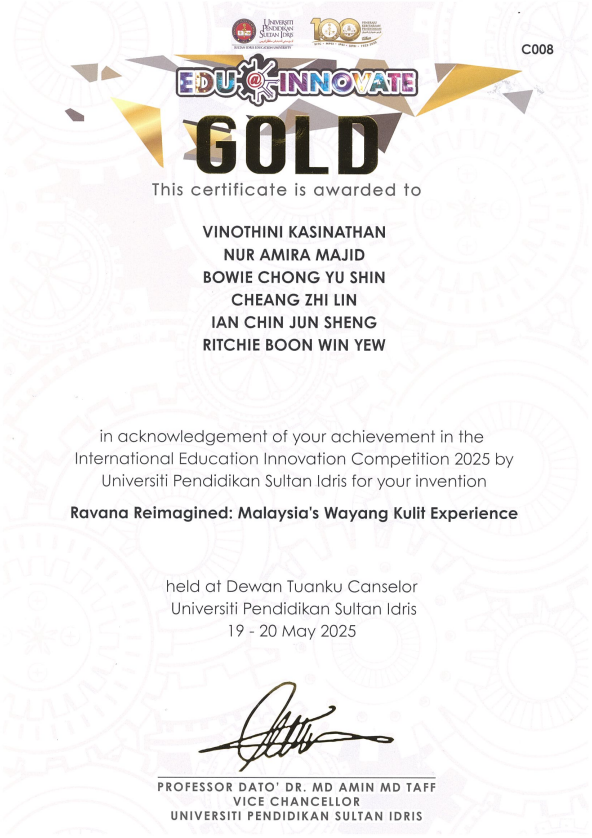 UNIVERSITI
PENDIDIKAN
SULTAN IDRIS
SULTAN IDRIS EDUCATION UNIVERSITY
100
C008
EDU@INNOVATE
GOLD
This certificate is awarded to
VINOTHINI KASINATHAN
NUR AMIRA MAJID
BOWIE CHONG YU SHIN
CHEANG ZHI LIN
IAN CHIN JUN SHENG
RITCHIE BOON WIN YEW
in acknowledgement of your achievement in the
International Education Innovation Competition 2025 by
Universiti Pendidikan Sultan Idris for your invention
Ravana Reimagined: Malaysia's Wayang Kulit Experience
held at Dewan Tuanku Canselor
Universiti Pendidikan Sultan Idris
19 - 20 May 2025
PROFESSOR DATO' DR. MD AMIN MD TAFF
VICE CHANCELLOR
UNIVERSITI PENDIDIKAN SULTAN IDRIS